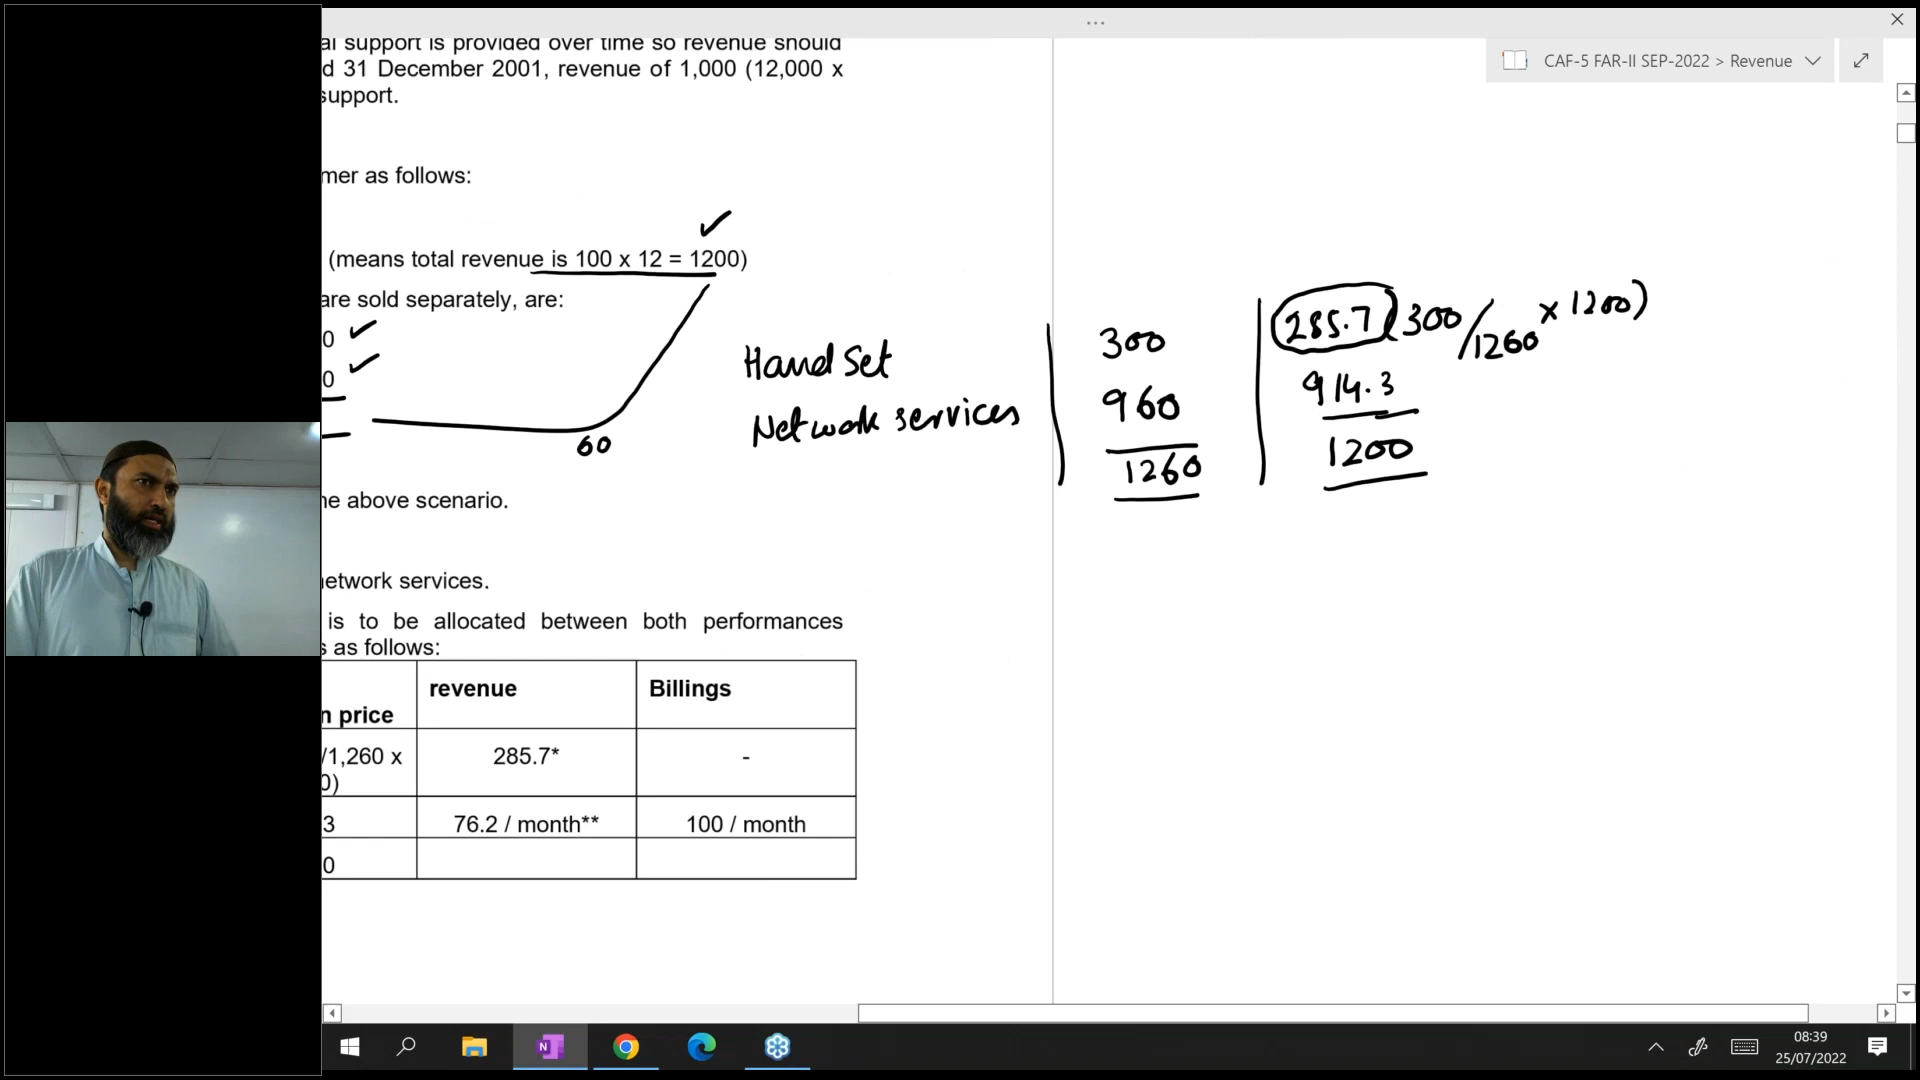 CAF-5 FAR-II SEP-2022 > Revenue
al support is provided over time so revenue should
d 31 December 2001, revenue of 1,000 (12,000 x
support.
mer as follows:
(means total revenue is 100 x 12 = 1200)
are sold separately, are:
0
0
60
Hand Set
Network services
300
960
1260
285.7 (300/1260 x 1200)
914.3
1200
he above scenario.
network services.
is to be allocated between both performances
s as follows:
n price
revenue
Billings
/1,260 x
0)
285.7*
-
3
76.2 / month**
100 / month
0
N
08:39
25/07/2022